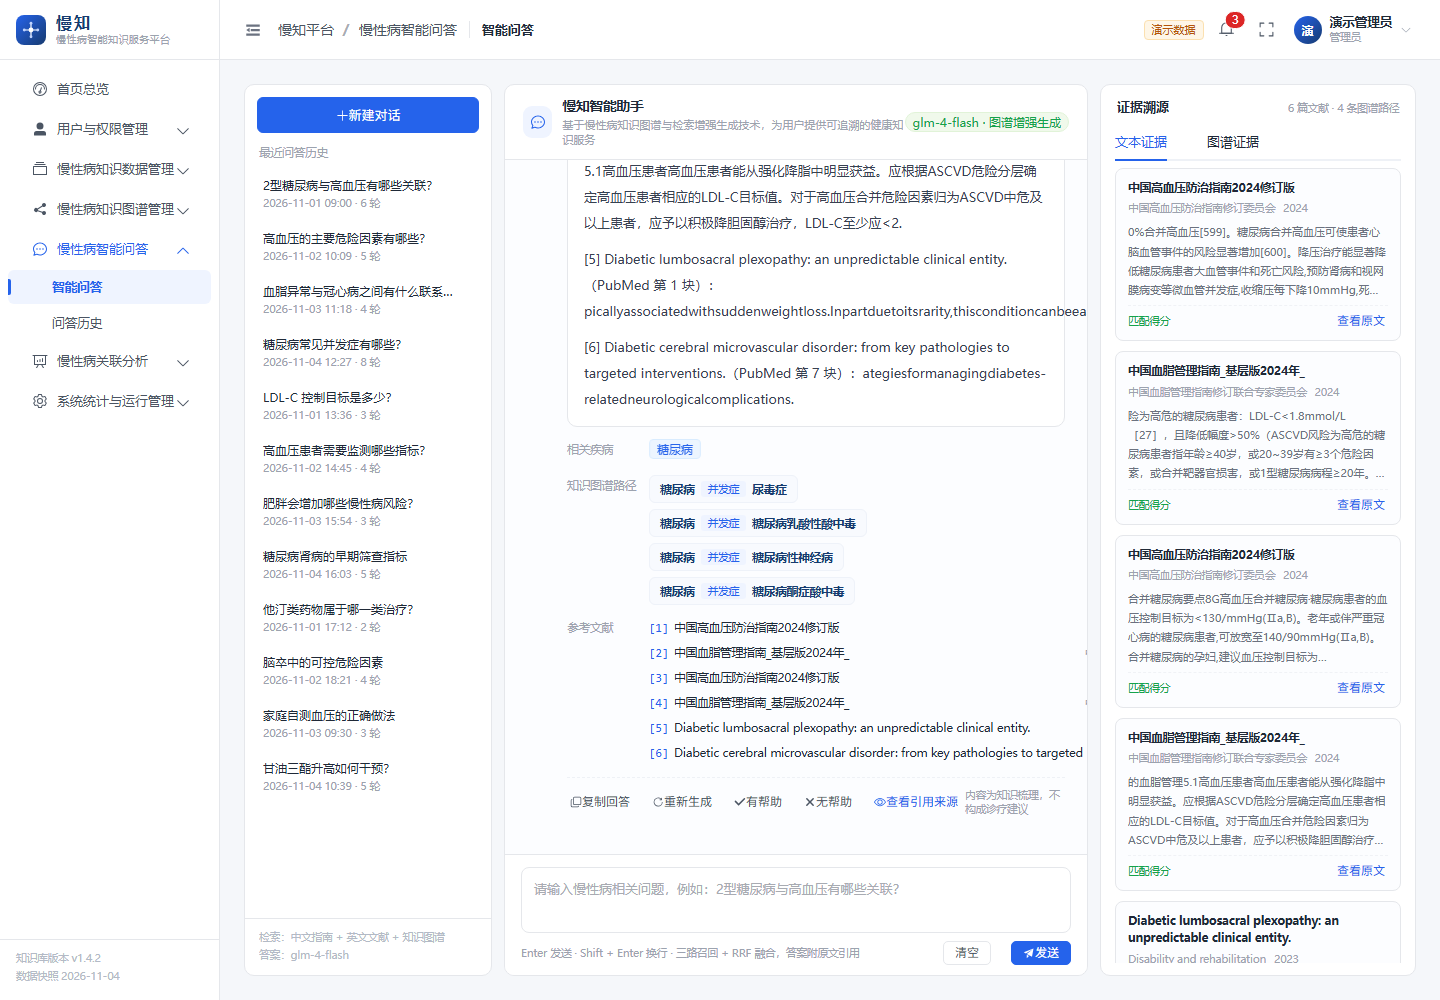 慢知
慢性病智能知识服务平台
首页总览
用户与权限管理
慢性病知识数据管理
慢性病知识图谱管理
慢性病智能问答
智能问答
问答历史
慢性病关联分析
系统统计与运行管理
知识库版本 v1.4.2
数据快照 2026-11-04
慢知平台 / 慢性病智能问答 智能问答
演示数据
3
演
演示管理员
管理员
+新建对话
最近问答历史
2型糖尿病与高血压有哪些关联?
2026-11-01 09:00 · 6 轮
高血压的主要危险因素有哪些?
2026-11-02 10:09 · 5 轮
血脂异常与冠心病之间有什么联系...
2026-11-03 11:18 · 4 轮
糖尿病常见并发症有哪些?
2026-11-04 12:27 · 8 轮
LDL-C 控制目标是多少?
2026-11-01 13:36 · 3 轮
高血压患者需要监测哪些指标?
2026-11-02 14:45 · 4 轮
肥胖会增加哪些慢性病风险?
2026-11-03 15:54 · 3 轮
糖尿病肾病的早期筛查指标
2026-11-04 16:03 · 5 轮
他汀类药物属于哪一类治疗?
2026-11-01 17:12 · 2 轮
脑卒中的可控危险因素
2026-11-02 18:21 · 4 轮
家庭自测血压的正确做法
2026-11-03 09:30 · 3 轮
甘油三酯升高如何干预?
2026-11-04 10:39 · 5 轮
检索：中文指南 + 英文文献 + 知识图谱
答案：glm-4-flash
慢知智能助手
基于慢性病知识图谱与检索增强生成技术，为用户提供可追溯的健康知
识服务
glm-4-flash · 图谱增强生成
5.1高血压患者高血压患者能从强化降脂中明显获益。应根据ASCVD危险分层确
定高血压患者相应的LDL-C目标值。对于高血压合并危险因素归为ASCVD中危及
以上患者，应予以积极降胆固醇治疗，LDL-C至少应<2.
[5] Diabetic lumbosacral plexopathy: an unpredictable clinical entity.
（PubMed 第 1 块）：
picallyassociatedwithsuddenweightloss.Inpartduetoitsrarity,thisconditioncanbeea
[6] Diabetic cerebral microvascular disorder: from key pathologies to
targeted interventions.（PubMed 第 7 块）：ategiesformanagingdiabetes-
relatedneurologicalcomplications.
相关疾病 糖尿病
知识图谱路径 糖尿病 并发症 尿毒症
糖尿病 并发症 糖尿病乳酸性酸中毒
糖尿病 并发症 糖尿病性神经病
糖尿病 并发症 糖尿病酮症酸中毒
参考文献 [1] 中国高血压防治指南2024修订版
[2] 中国血脂管理指南_基层版2024年_
[3] 中国高血压防治指南2024修订版
[4] 中国血脂管理指南_基层版2024年_
[5] Diabetic lumbosacral plexopathy: an unpredictable clinical entity.
[6] Diabetic cerebral microvascular disorder: from key pathologies to targeted
复制回答 重新生成 有帮助 无帮助 查看引用来源
内容为知识梳理，不
构成诊疗建议
请输入慢性病相关问题，例如：2型糖尿病与高血压有哪些关联?
Enter 发送 · Shift + Enter 换行 · 三路召回 + RRF 融合，答案附原文引用
清空 发送
证据溯源 6 篇文献 · 4 条图谱路径
文本证据 图谱证据
中国高血压防治指南2024修订版
中国高血压防治指南修订委员会 2024
0%合并高血压[599]。糖尿病合并高血压可使患者心
脑血管事件的风险显著增加[600]。降压治疗能显著降
低糖尿病患者大血管事件和死亡风险,预防肾病和视网
膜病变等微血管并发症,收缩压每下降10mmHg,死...
匹配得分 查看原文
中国血脂管理指南_基层版2024年_
中国血脂管理指南修订联合专家委员会 2024
险为高危的糖尿病患者：LDL-C<1.8mmol/L
［27］，且降低幅度>50%（ASCVD风险为高危的糖
尿病患者指年龄≥40岁，或20~39岁有≥3个危险因
素，或合并靶器官损害，或1型糖尿病病程≥20年。...
匹配得分 查看原文
中国高血压防治指南2024修订版
中国高血压防治指南修订委员会 2024
合并糖尿病要点8G高血压合并糖尿病·糖尿病患者的血
压控制目标为<130/mmHg(Ⅱa,B)。老年或伴严重冠
心病的糖尿病患者,可放宽至140/90mmHg(Ⅱa,B)。
合并糖尿病的孕妇,建议血压控制目标为...
匹配得分 查看原文
中国血脂管理指南_基层版2024年_
中国血脂管理指南修订联合专家委员会 2024
的血脂管理5.1高血压患者高血压患者能从强化降脂中
明显获益。应根据ASCVD危险分层确定高血压患者相
应的LDL-C目标值。对于高血压合并危险因素归为
ASCVD中危及以上患者，应予以积极降胆固醇治疗...
匹配得分 查看原文
Diabetic lumbosacral plexopathy: an
unpredictable clinical entity.
Disability and rehabilitation 2023